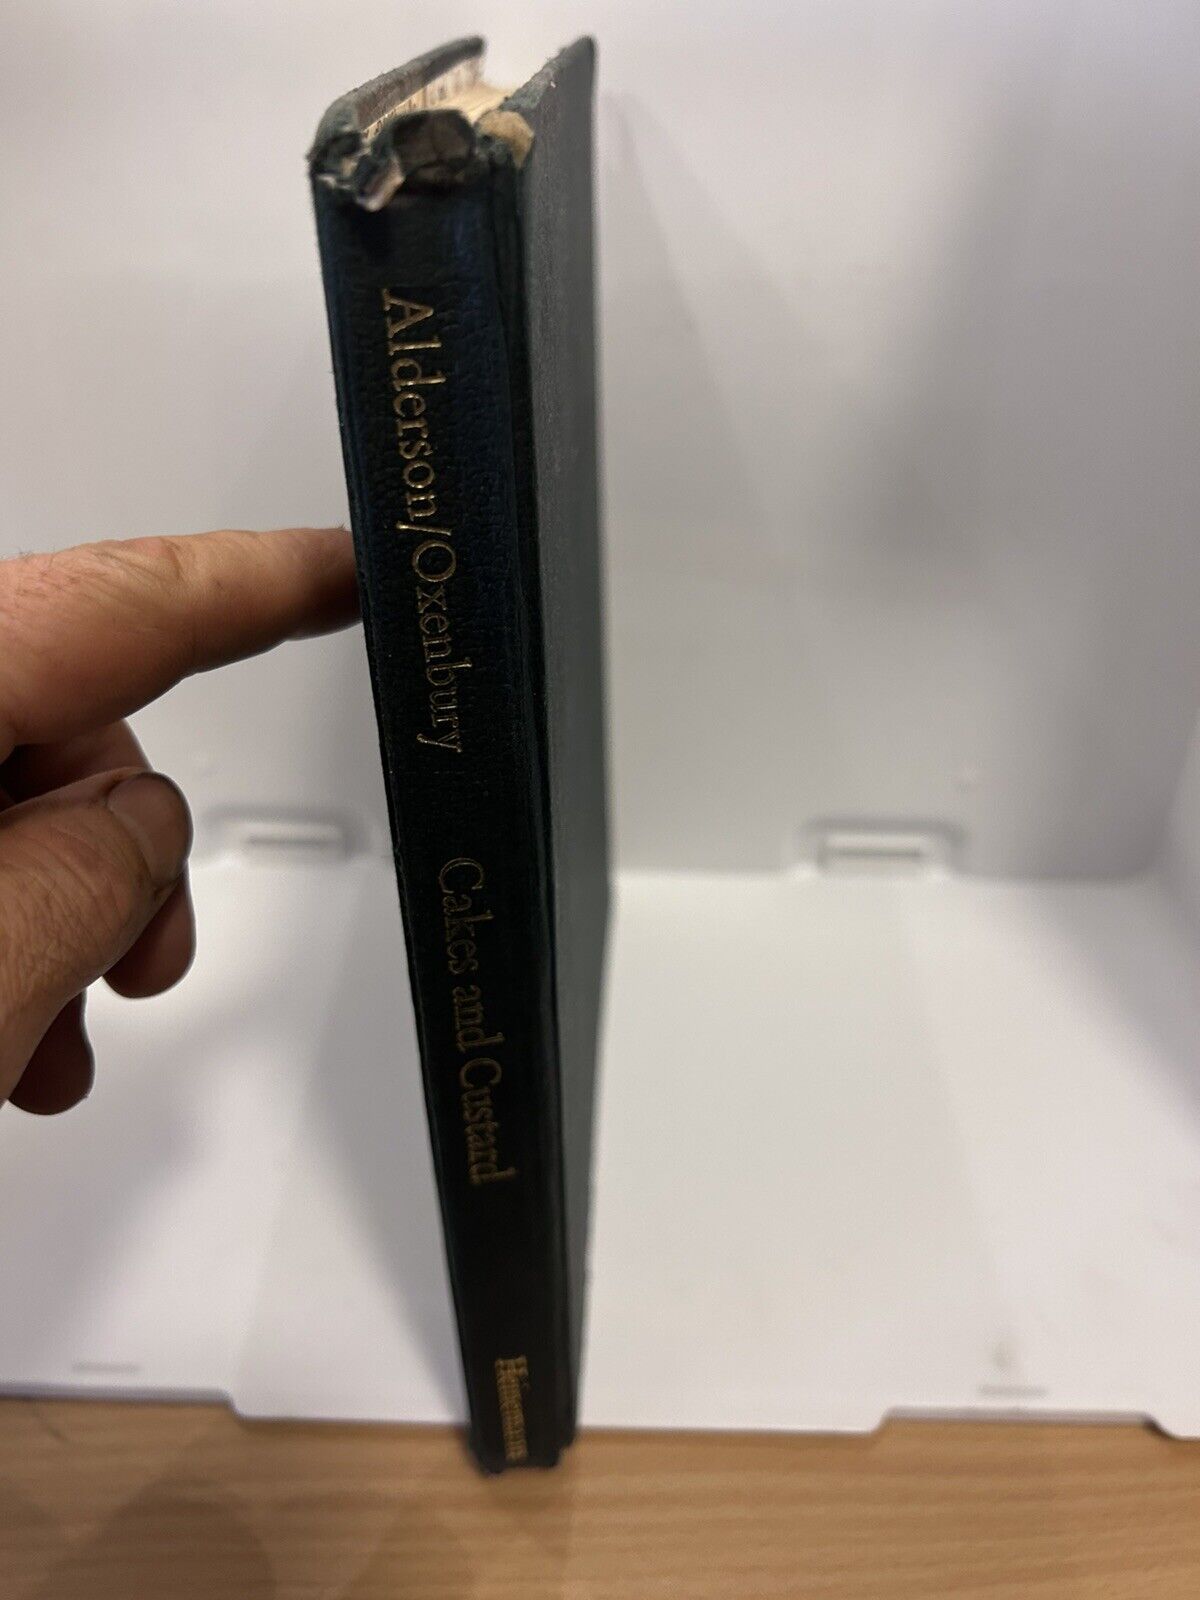 Alderson/Oxenbury
Cakes and Custard
Heinemann